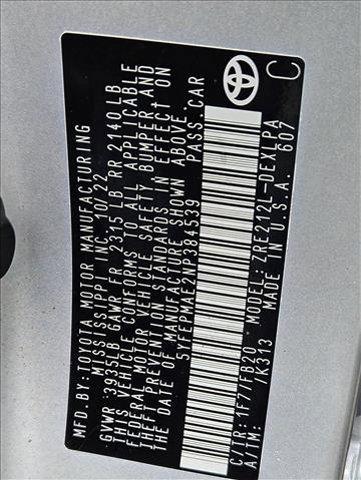 MFD. BY: TOYOTA MOTOR MANUFACTURING
MISSISSIPPI INC. 10/22
GVWR 3935LB GAWR FR 2315 LB RR 2140LB
THIS VEHICLE CONFORMS TO ALL APPLICABLE
FEDERAL MOTOR VEHICLE SAFETY BUMPER, AND
THEFT PREVENTION STANDARDS IN EFFECT ON
THE DATE OF MANUFACTURE SHOWN ABOVE.
5YFEPMAE2NP384539 PASS. CAR
C/TR: 1F7/FB20 MODEL: ZRE212L-DEXLPA
A/TM: /K313 MADE IN U.S.A. 607
C